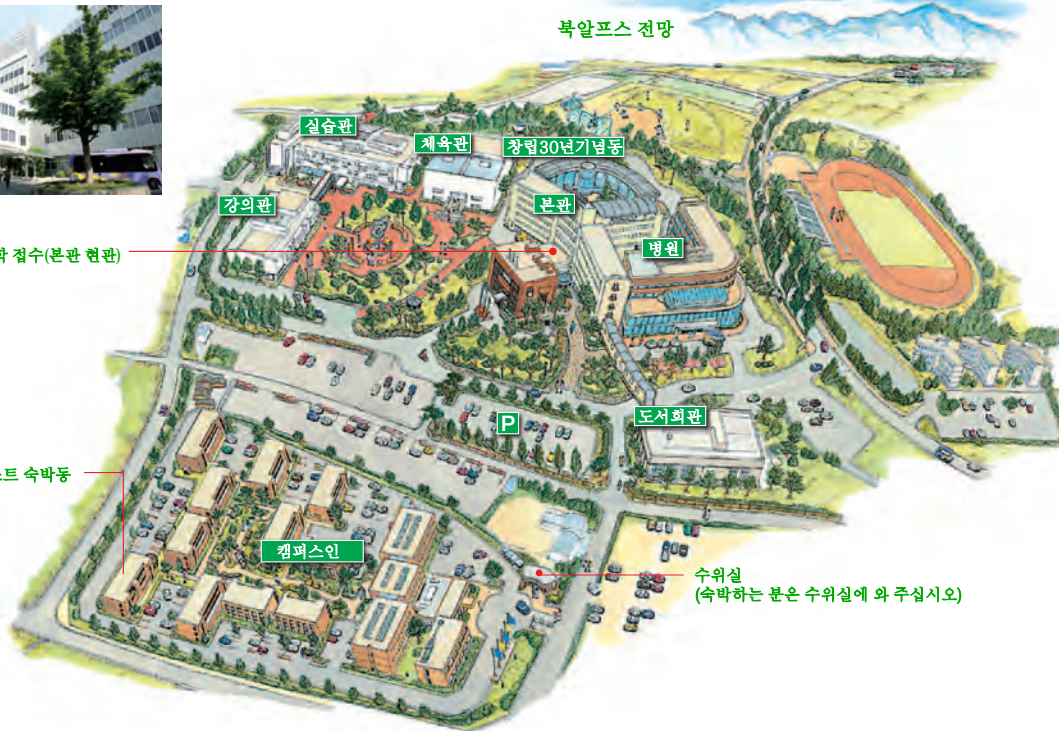 북알프스 전망
실습관
체육관
창립30년기념동
강의관
본관
병원
접수(본관 현관)
P
도서회관
숙박동
캠퍼스인
수위실
(숙박하는 분은 수위실에 와 주십시오)